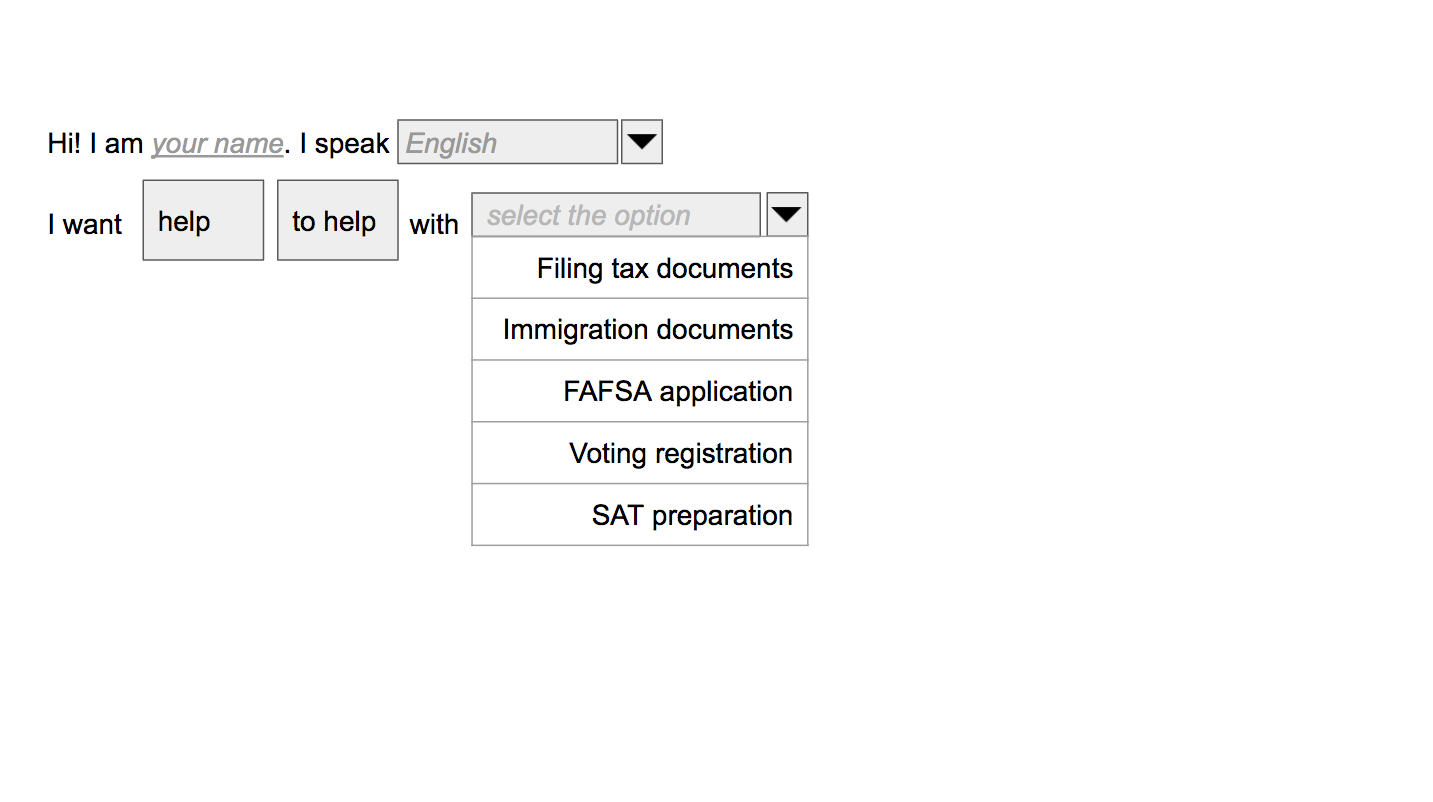 Hi! I am your name. I speak English
I want help to help with select the option
Filing tax documents
Immigration documents
FAFSA application
Voting registration
SAT preparation